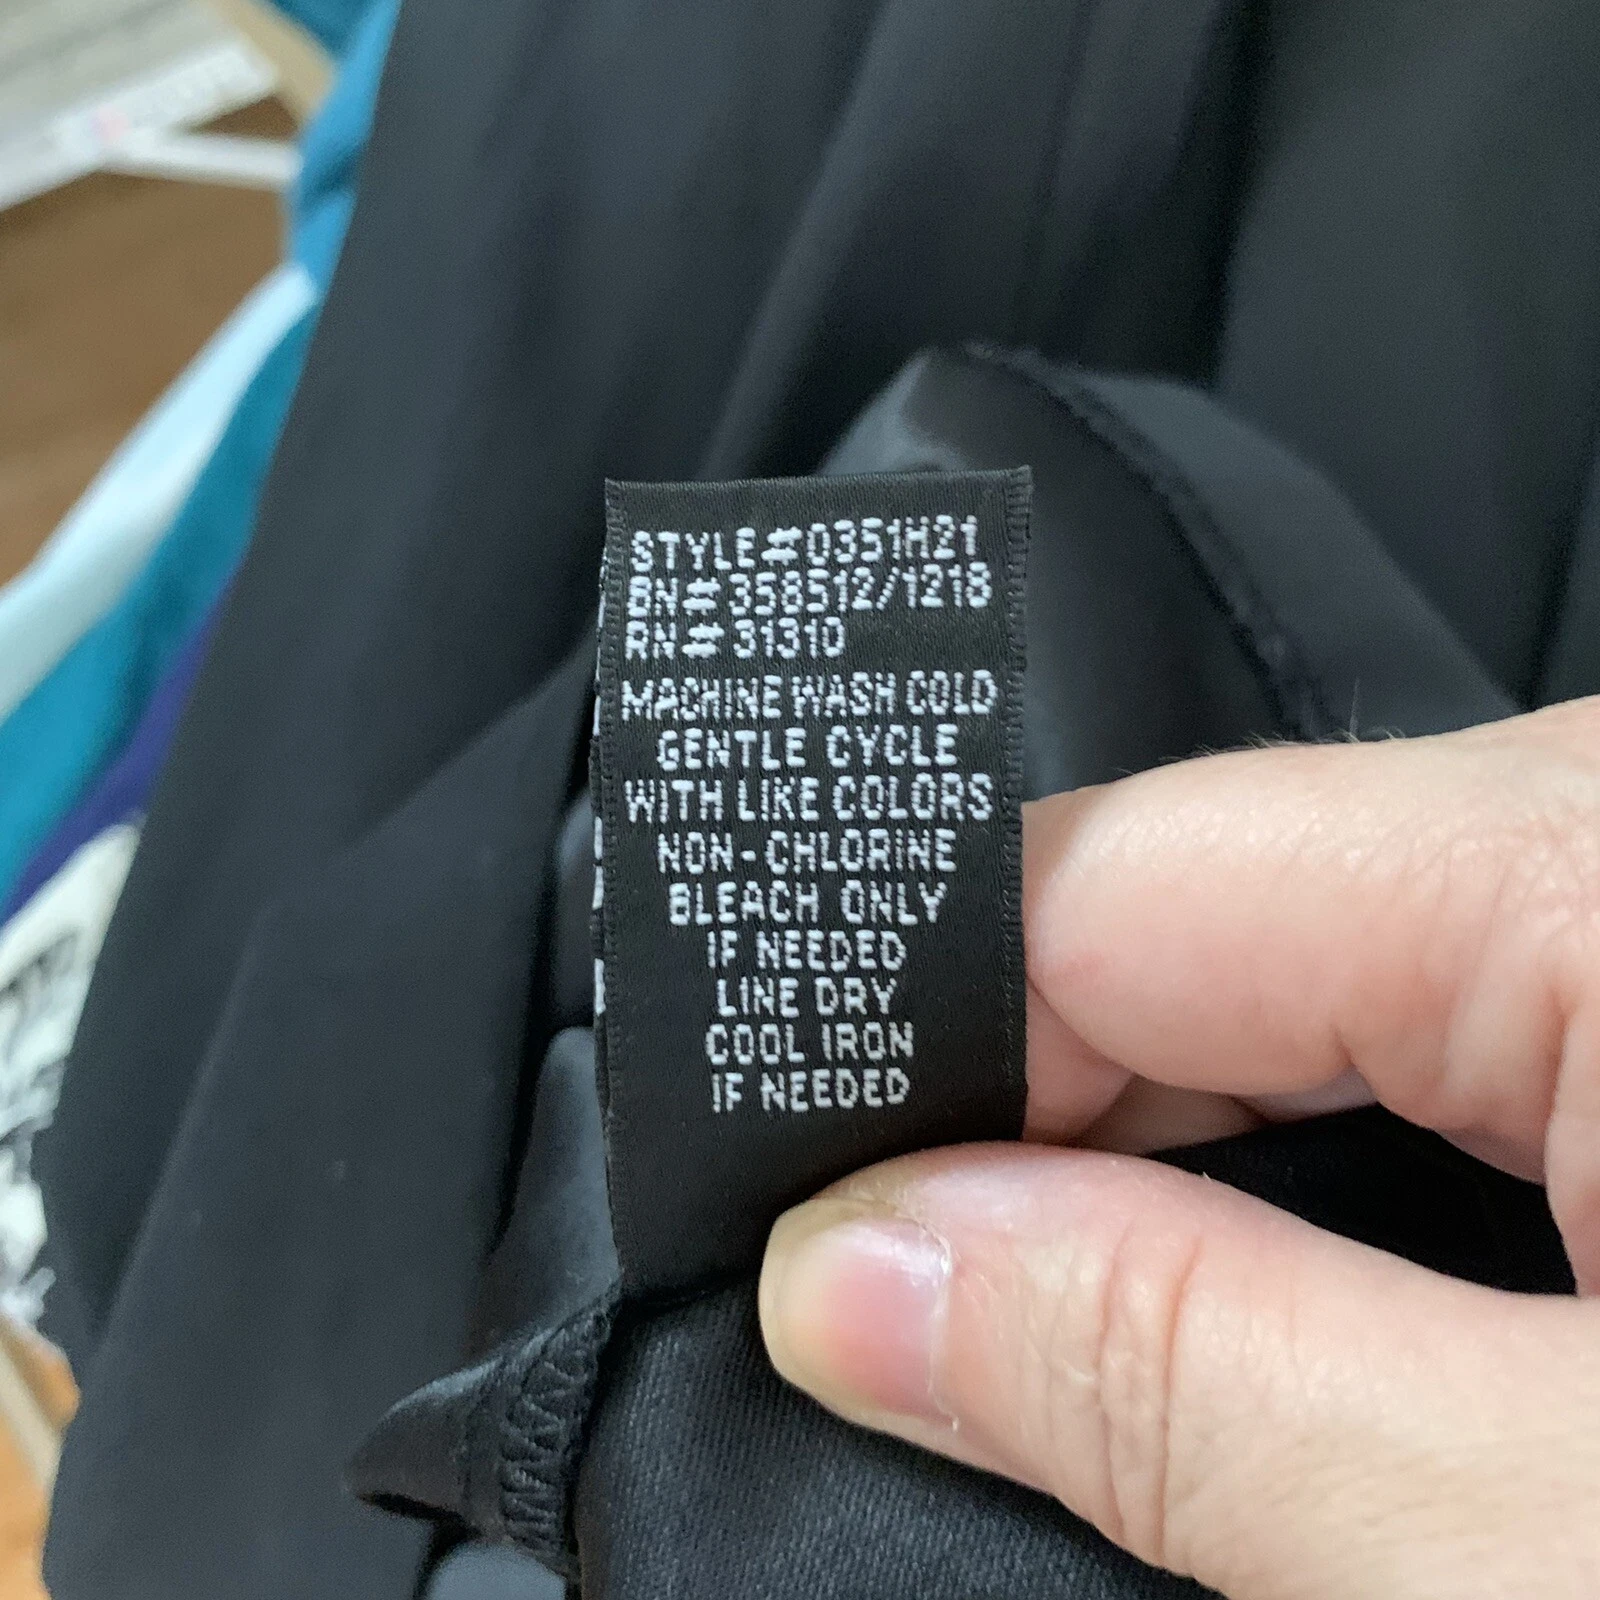 STYLE#0351H21
BN# 358512/1218
RN# 31310
MACHINE WASH COLD
GENTLE CYCLE
WITH LIKE COLORS
NON-CHLORINE
BLEACH ONLY
IF NEEDED
LINE DRY
COOL IRON
IF NEEDED